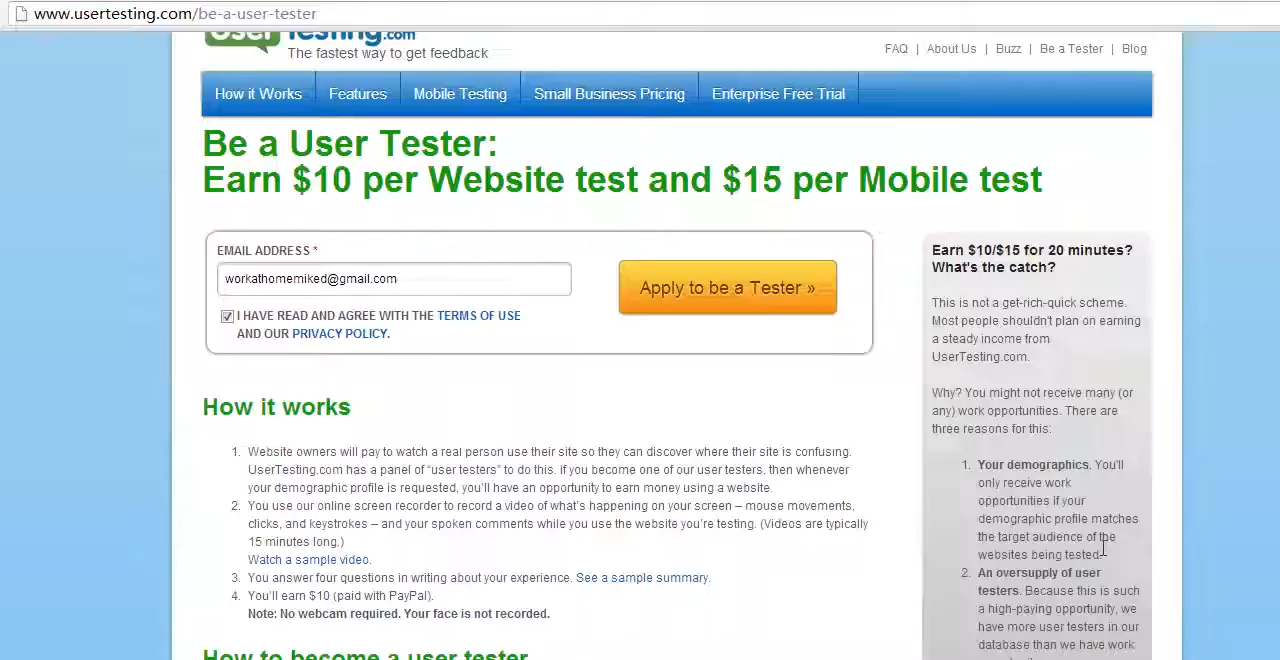 www.usertesting.com/be-a-user-tester
UserTesting.com
The fastest way to get feedback
FAQ | About Us | Buzz | Be a Tester | Blog
How it Works
Features
Mobile Testing
Small Business Pricing
Enterprise Free Trial
Be a User Tester:
Earn $10 per Website test and $15 per Mobile test
EMAIL ADDRESS *
workathomemiked@gmail.com
I HAVE READ AND AGREE WITH THE TERMS OF USE
AND OUR PRIVACY POLICY.
Apply to be a Tester »
How it works
1. Website owners will pay to watch a real person use their site so they can discover where their site is confusing.
UserTesting.com has a panel of “user testers” to do this. If you become one of our user testers, then whenever
your demographic profile is requested, you’ll have an opportunity to earn money using a website.
2. You use our online screen recorder to record a video of what’s happening on your screen – mouse movements,
clicks, and keystrokes – and your spoken comments while you use the website you’re testing. (Videos are typically
15 minutes long.)
Watch a sample video.
3. You answer four questions in writing about your experience. See a sample summary.
4. You’ll earn $10 (paid with PayPal).
Note: No webcam required. Your face is not recorded.
How to become a user tester
Earn $10/$15 for 20 minutes?
What's the catch?
This is not a get-rich-quick scheme.
Most people shouldn't plan on earning
a steady income from
UserTesting.com.
Why? You might not receive many (or
any) work opportunities. There are
three reasons for this:
1. Your demographics. You'll
only receive work
opportunities if your
demographic profile matches
the target audience of the
websites being tested.
2. An oversupply of user
testers. Because this is such
a high-paying opportunity, we
have more user testers in our
database than we have work